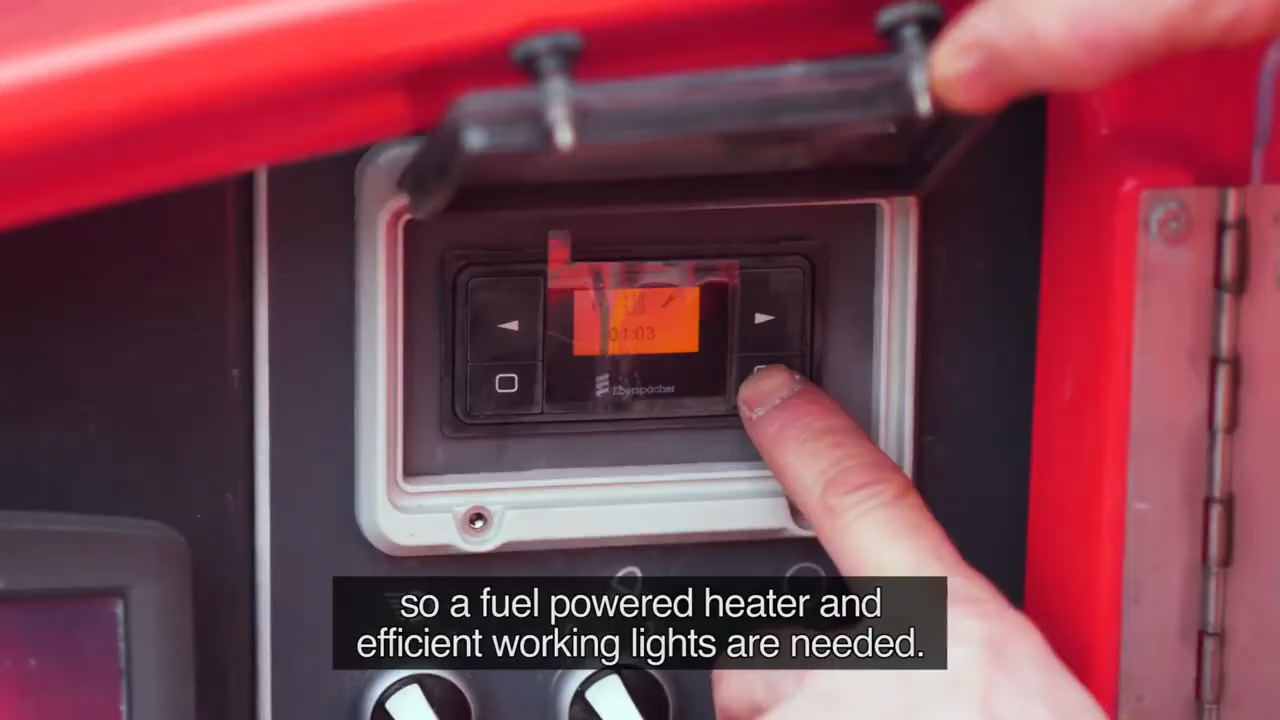 01:03
Eberspächer
so a fuel powered heater and
efficient working lights are needed.